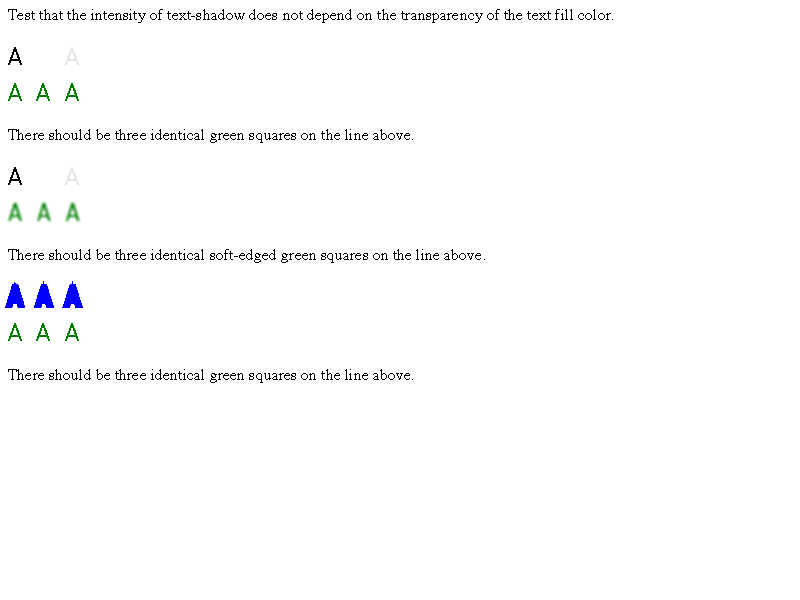 Test that the intensity of text-shadow does not depend on the transparency of the text fill color.
A A
A A A
There should be three identical green squares on the line above.
A A
A A A
There should be three identical soft-edged green squares on the line above.
A A A
A A A
There should be three identical green squares on the line above.